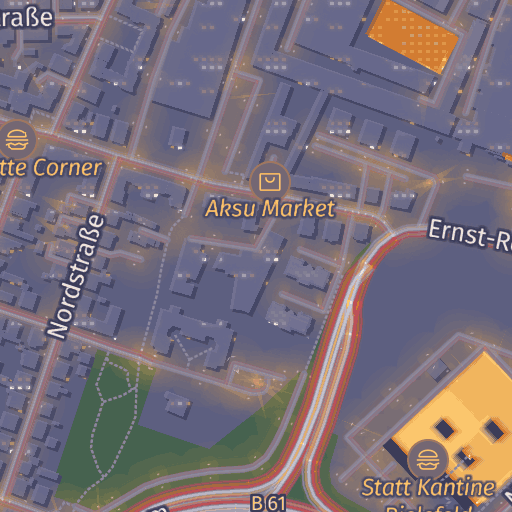 raße
tte Corner
Aksu Market
Ernst-R
Nordstraße
Statt Kantine
Bielefeld
B 61